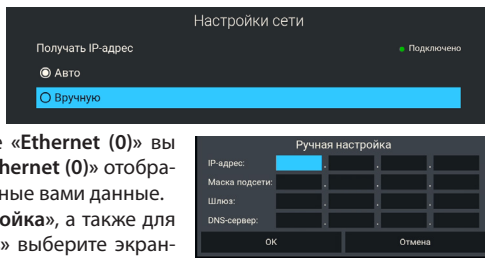 Настройки сети
Получать IP-адрес
Подключено
Авто
Вручную
е «Ethernet (0)» вы
hernet (0)» отобра-
ные вами данные.
ойка», а также для
» выберите экран-
Ручная настройка
IP-адрес:
Маска подсети:
Шлюз:
DNS-сервер:
ОК Отмена